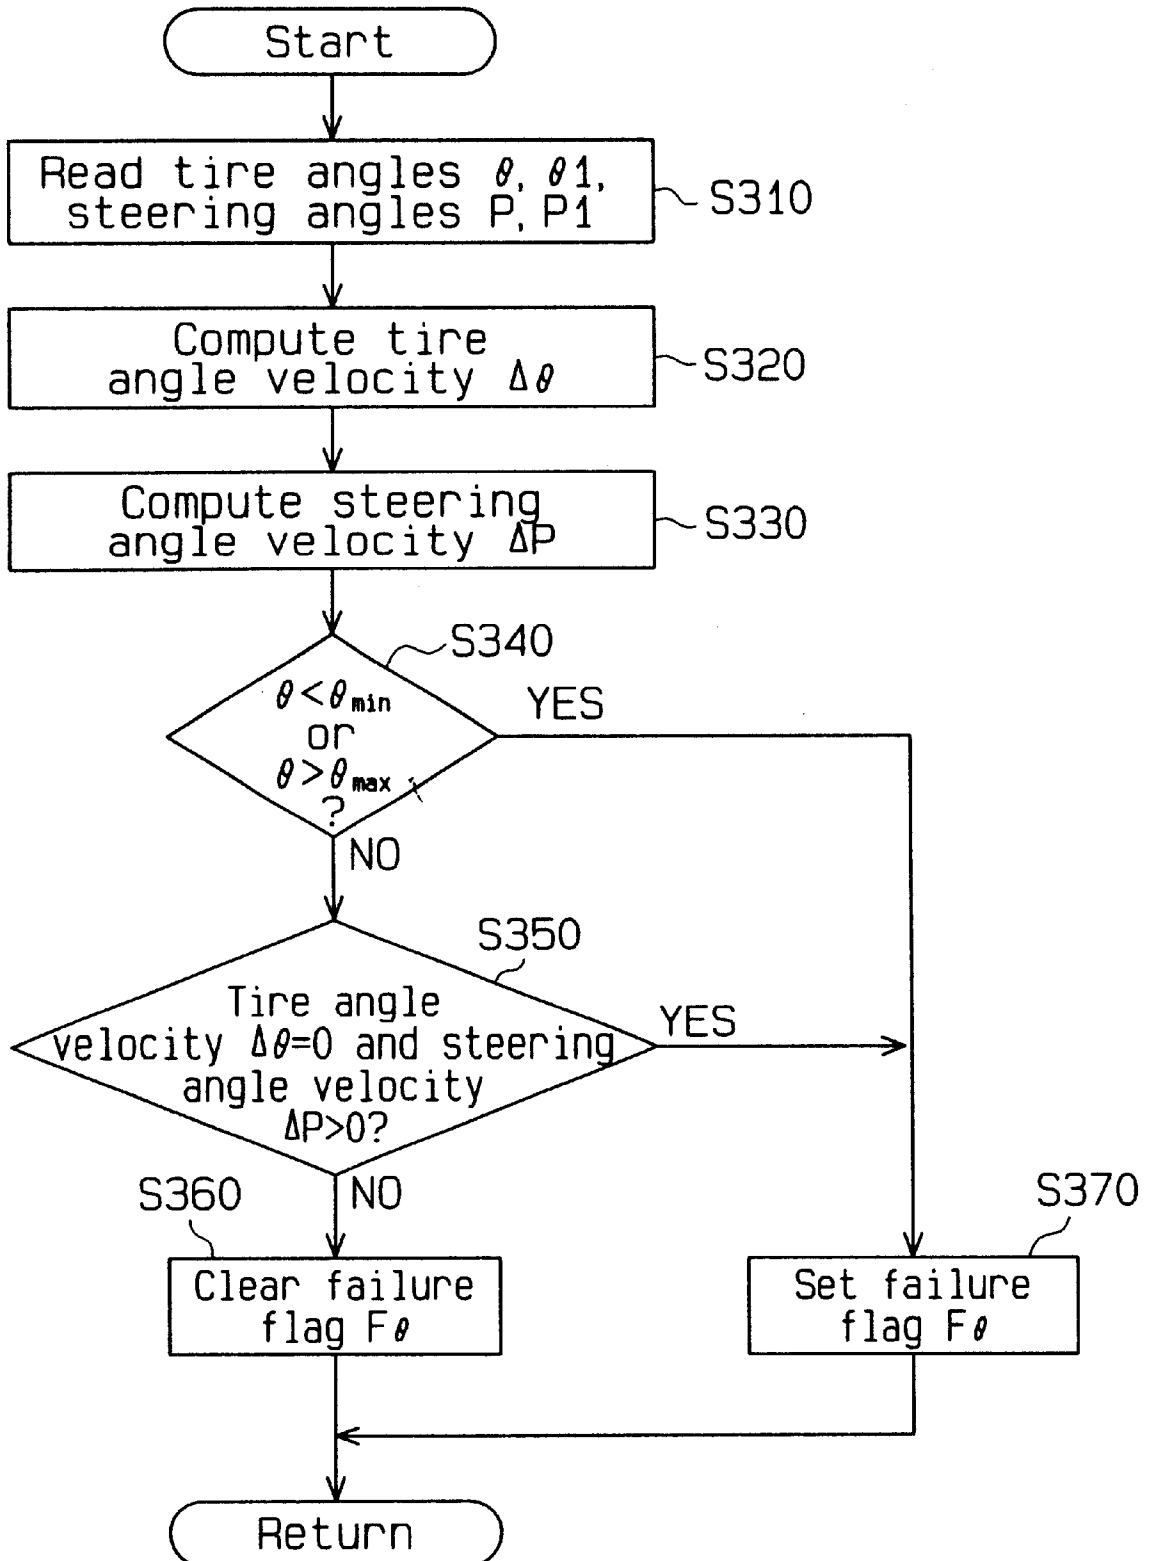 Start
Read tire angles θ, θ1,
steering angles P, P1
S310
Compute tire
angle velocity Δθ
S320
Compute steering
angle velocity ΔP
S330
S340
θ<θmin
or
θ>θmax
?
YES
NO
S350
Tire angle
velocity Δθ=0 and steering
angle velocity
ΔP>0?
YES
NO
S360
Clear failure
flag Fθ
S370
Set failure
flag Fθ
Return